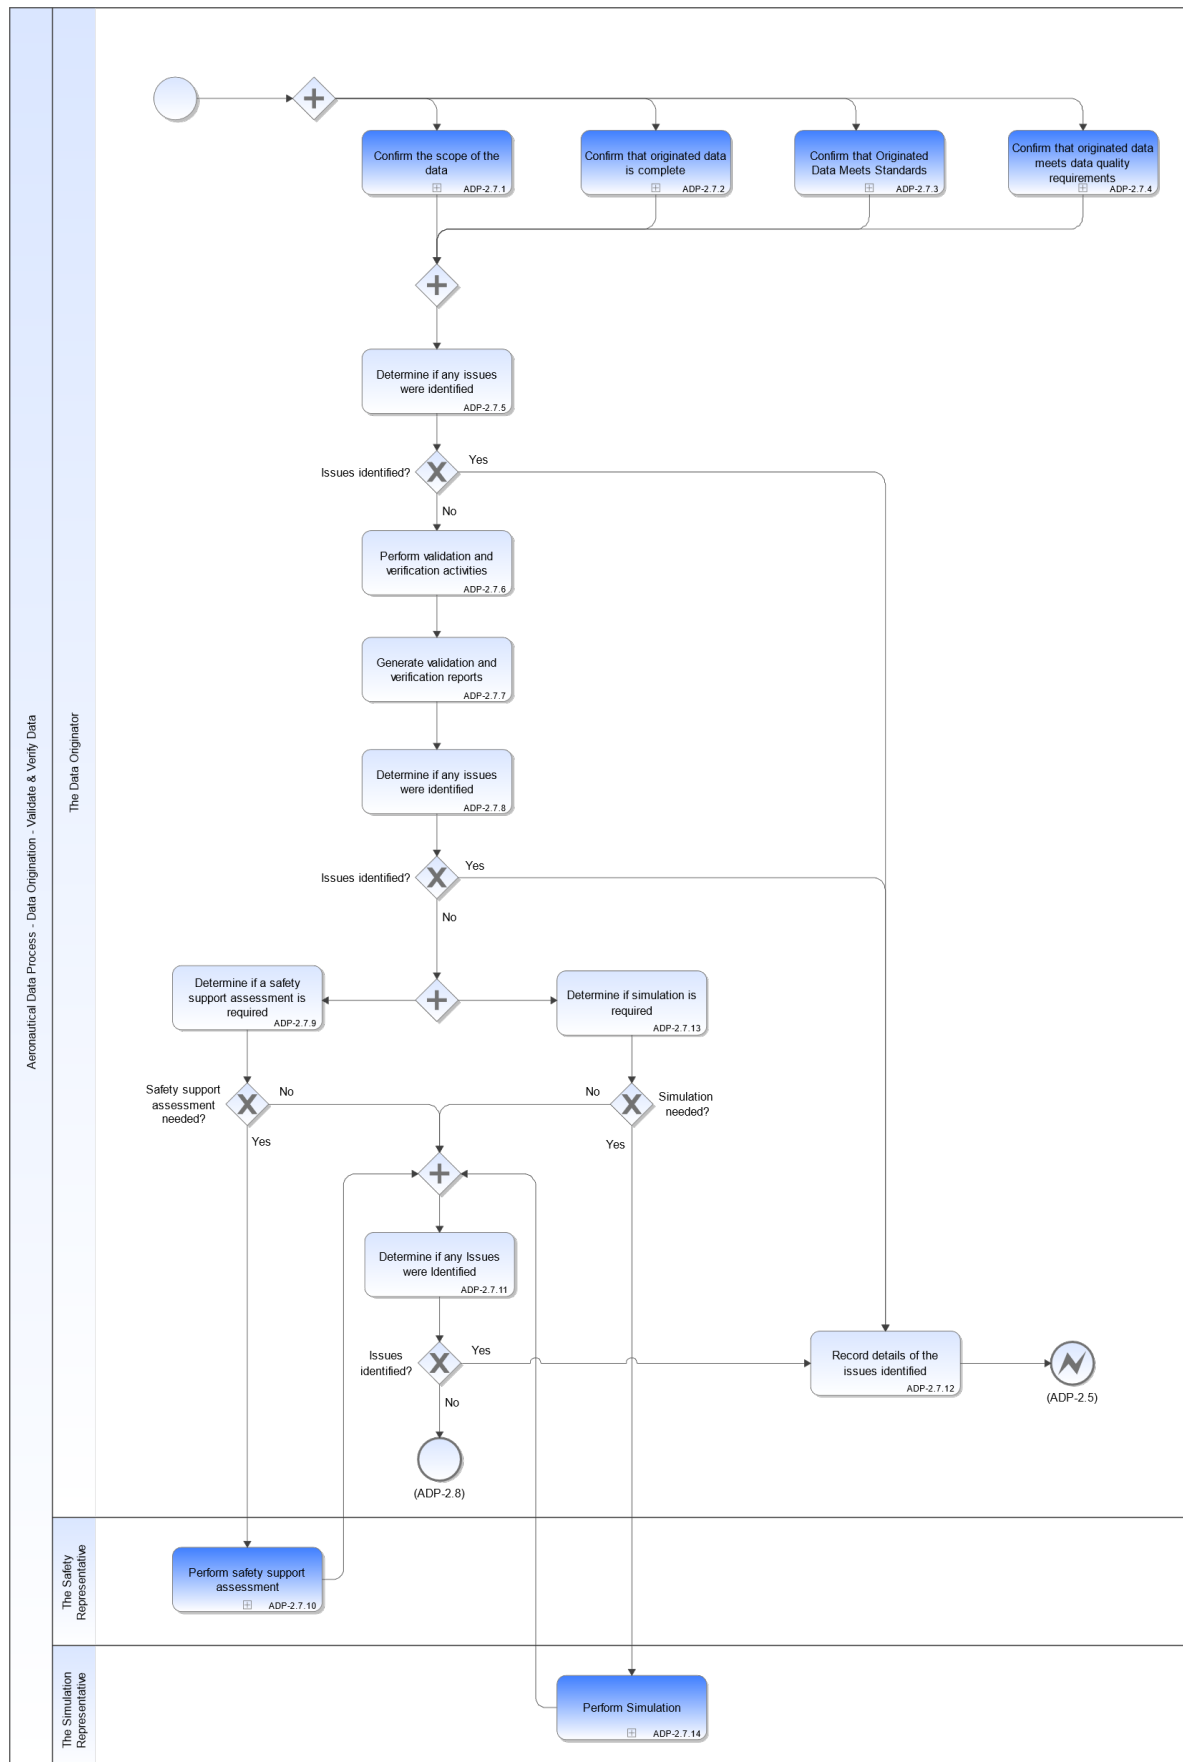 Aeronautical Data Process - Data Origination - Validate & Verify Data
The Data Originator
Confirm the scope of the
data
ADP-2.7.1
Confirm that originated data
is complete
ADP-2.7.2
Confirm that Originated
Data Meets Standards
ADP-2.7.3
Confirm that originated data
meets data quality
requirements
ADP-2.7.4
Determine if any issues
were identified
ADP-2.7.5
Issues identified?
Yes
No
Perform validation and
verification activities
ADP-2.7.6
Generate validation and
verification reports
ADP-2.7.7
Determine if any issues
were identified
ADP-2.7.8
Issues identified?
Yes
No
Determine if a safety
support assessment is
required
ADP-2.7.9
Determine if simulation is
required
ADP-2.7.13
Safety support
assessment
needed?
No
Yes
No
Simulation
needed?
Yes
Determine if any Issues
were Identified
ADP-2.7.11
Issues
identified?
Yes
No
Record details of the
issues identified
ADP-2.7.12
(ADP-2.5)
(ADP-2.8)
The Safety
Representative
Perform safety support
assessment
ADP-2.7.10
The Simulation
Representative
Perform Simulation
ADP-2.7.14